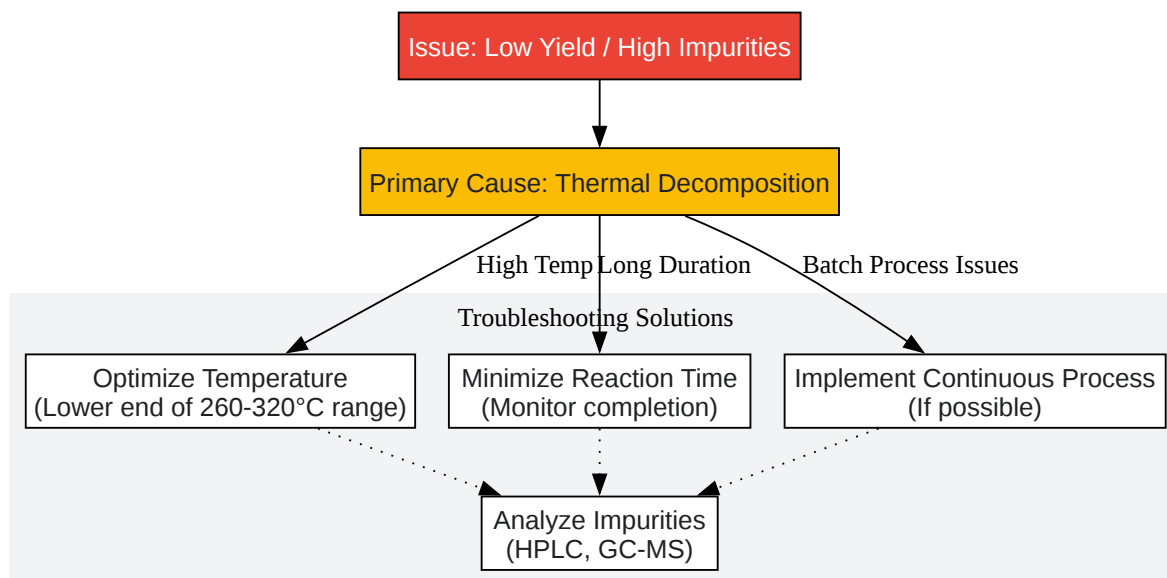 Issue: Low Yield / High Impurities
Primary Cause: Thermal Decomposition
High Temp
Long Duration
Batch Process Issues
Troubleshooting Solutions
Optimize Temperature
(Lower end of 260-320°C range)
Minimize Reaction Time
(Monitor completion)
Implement Continuous Process
(If possible)
Analyze Impurities
(HPLC, GC-MS)